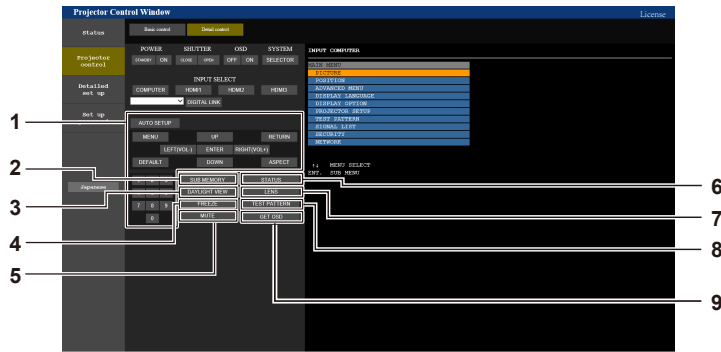 Projector Control Window
License
Status
Projector
control
Detailed
set up
Set up
Japanese
Basic control
Detail control
POWER SHUTTER OSD SYSTEM
STANDBY ON CLOSE OPEN OFF ON SELECTOR
INPUT SELECT
COMPUTER HDMI1 HDMI2 HDMI3
DIGITAL LINK
AUTO SETUP
MENU UP RETURN
LEFT(VOL-) ENTER RIGHT(VOL+)
DEFAULT DOWN ASPECT
SUB MEMORY STATUS
DAYLIGHT VIEW LENS
7 8 9 FREEZE TEST PATTERN
0 MUTE GET OSD
INPUT COMPUTER
MAIN MENU
PICTURE
POSITION
ADVANCED MENU
DISPLAY LANGUAGE
DISPLAY OPTION
PROJECTOR SETUP
TEST PATTERN
SIGNAL LIST
SECURITY
NETWORK
↑↓ MENU SELECT
ENT. SUB MENU
1
2
3
4
5
6
7
8
9